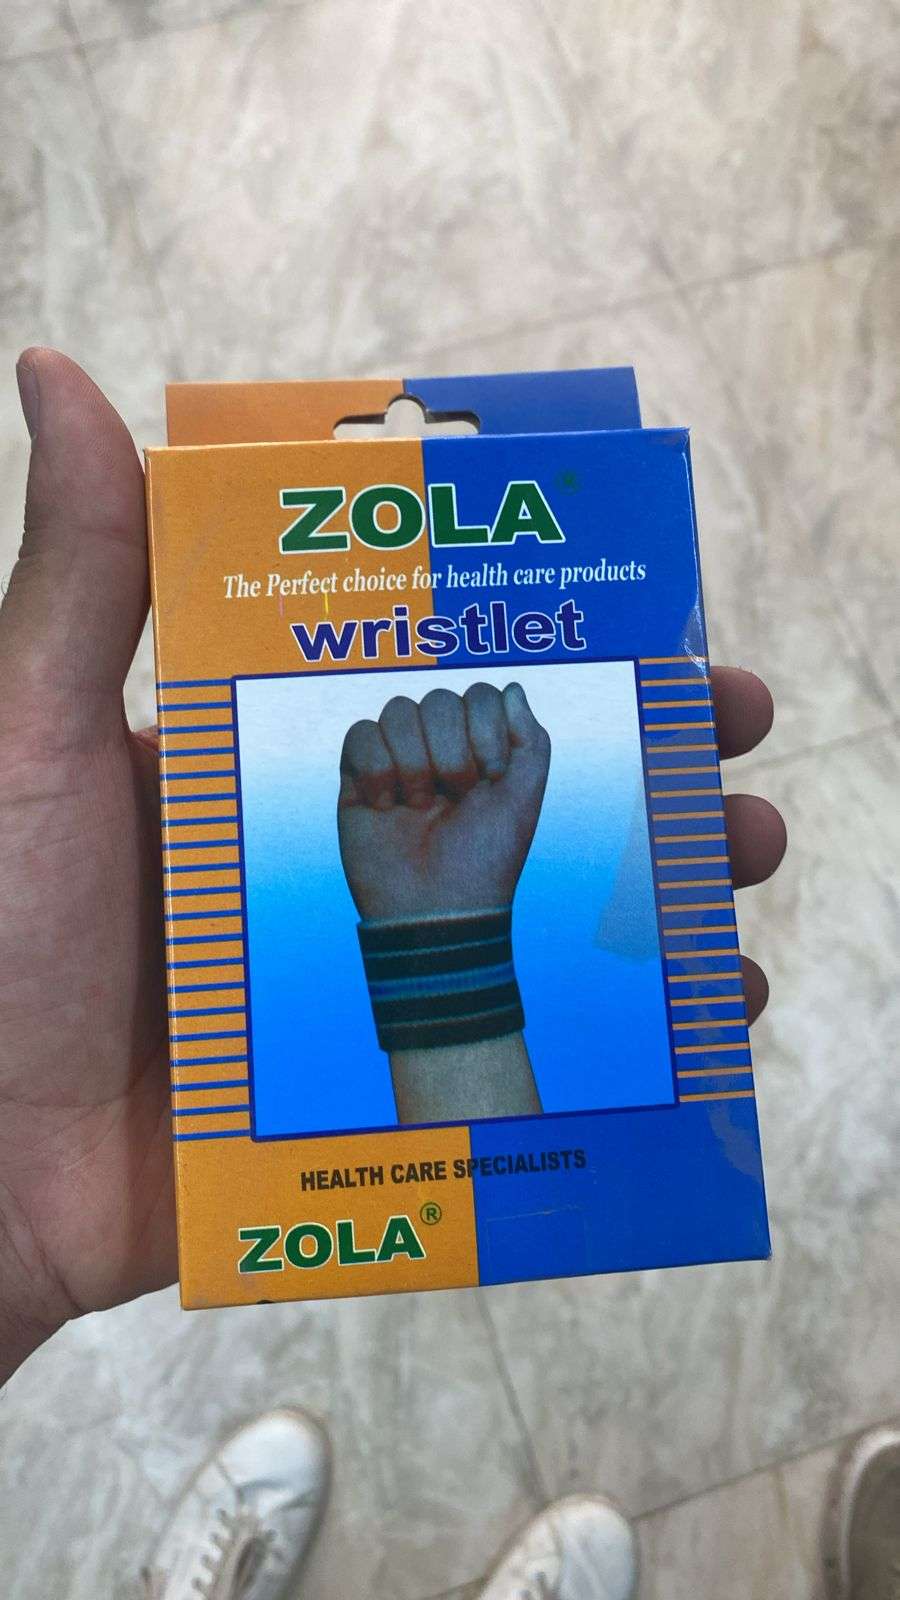 ZOLA®
The Perfect choice for health care products
wristlet
HEALTH CARE SPECIALISTS
ZOLA®